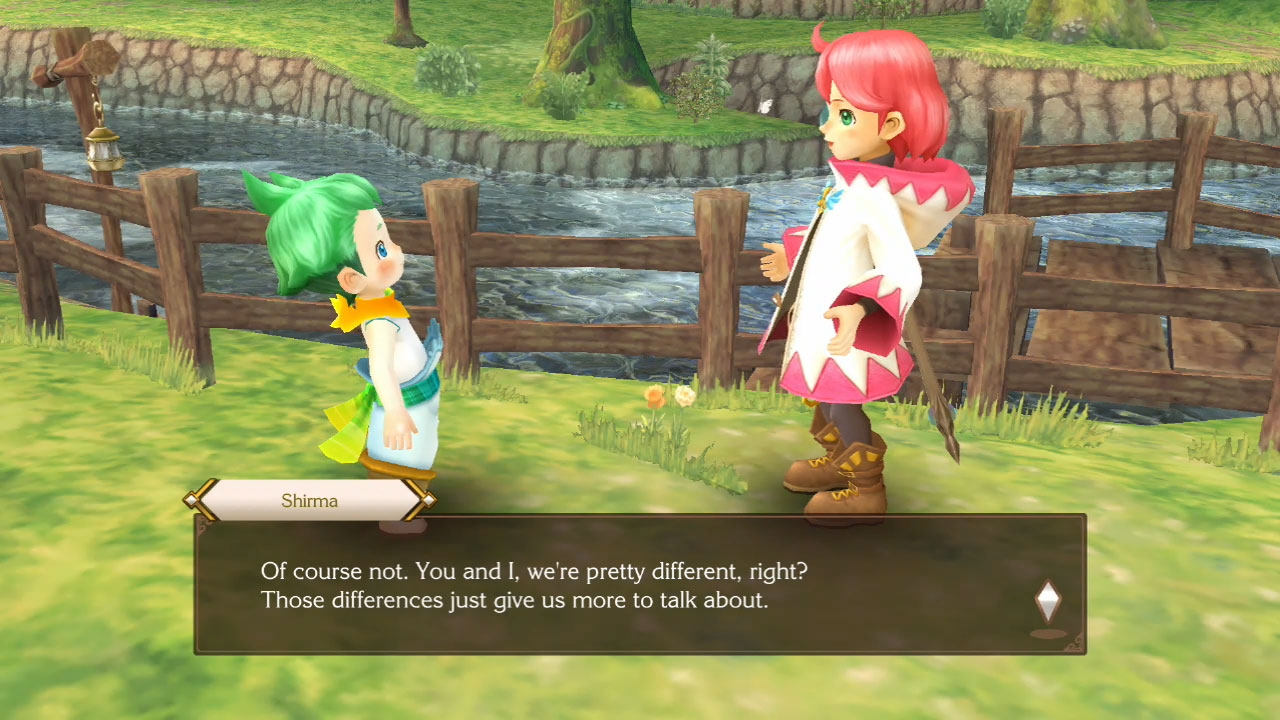 Shirma
Of course not. You and I, we're pretty different, right?
Those differences just give us more to talk about.